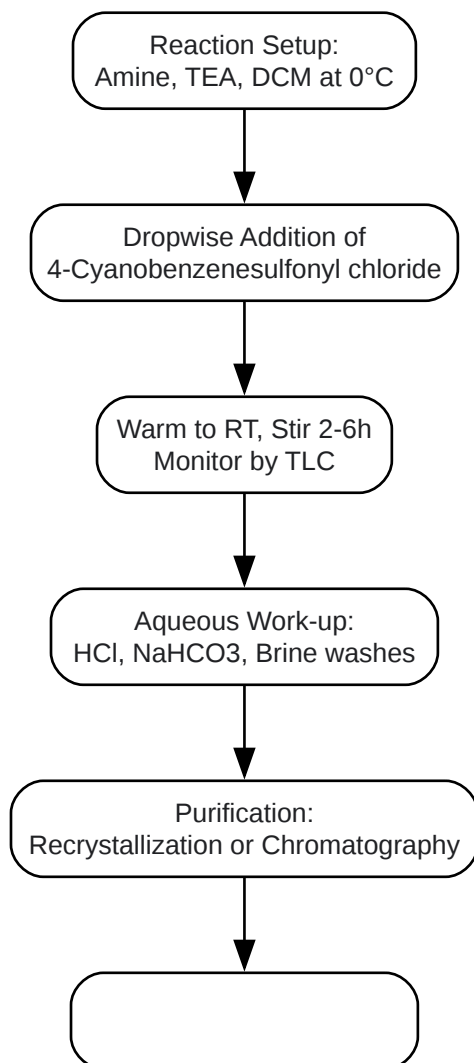 Reaction Setup:
Amine, TEA, DCM at 0°C
Dropwise Addition of
4-Cyanobenzenesulfonyl chloride
Warm to RT, Stir 2-6h
Monitor by TLC
Aqueous Work-up:
HCl, NaHCO3, Brine washes
Purification:
Recrystallization or Chromatography